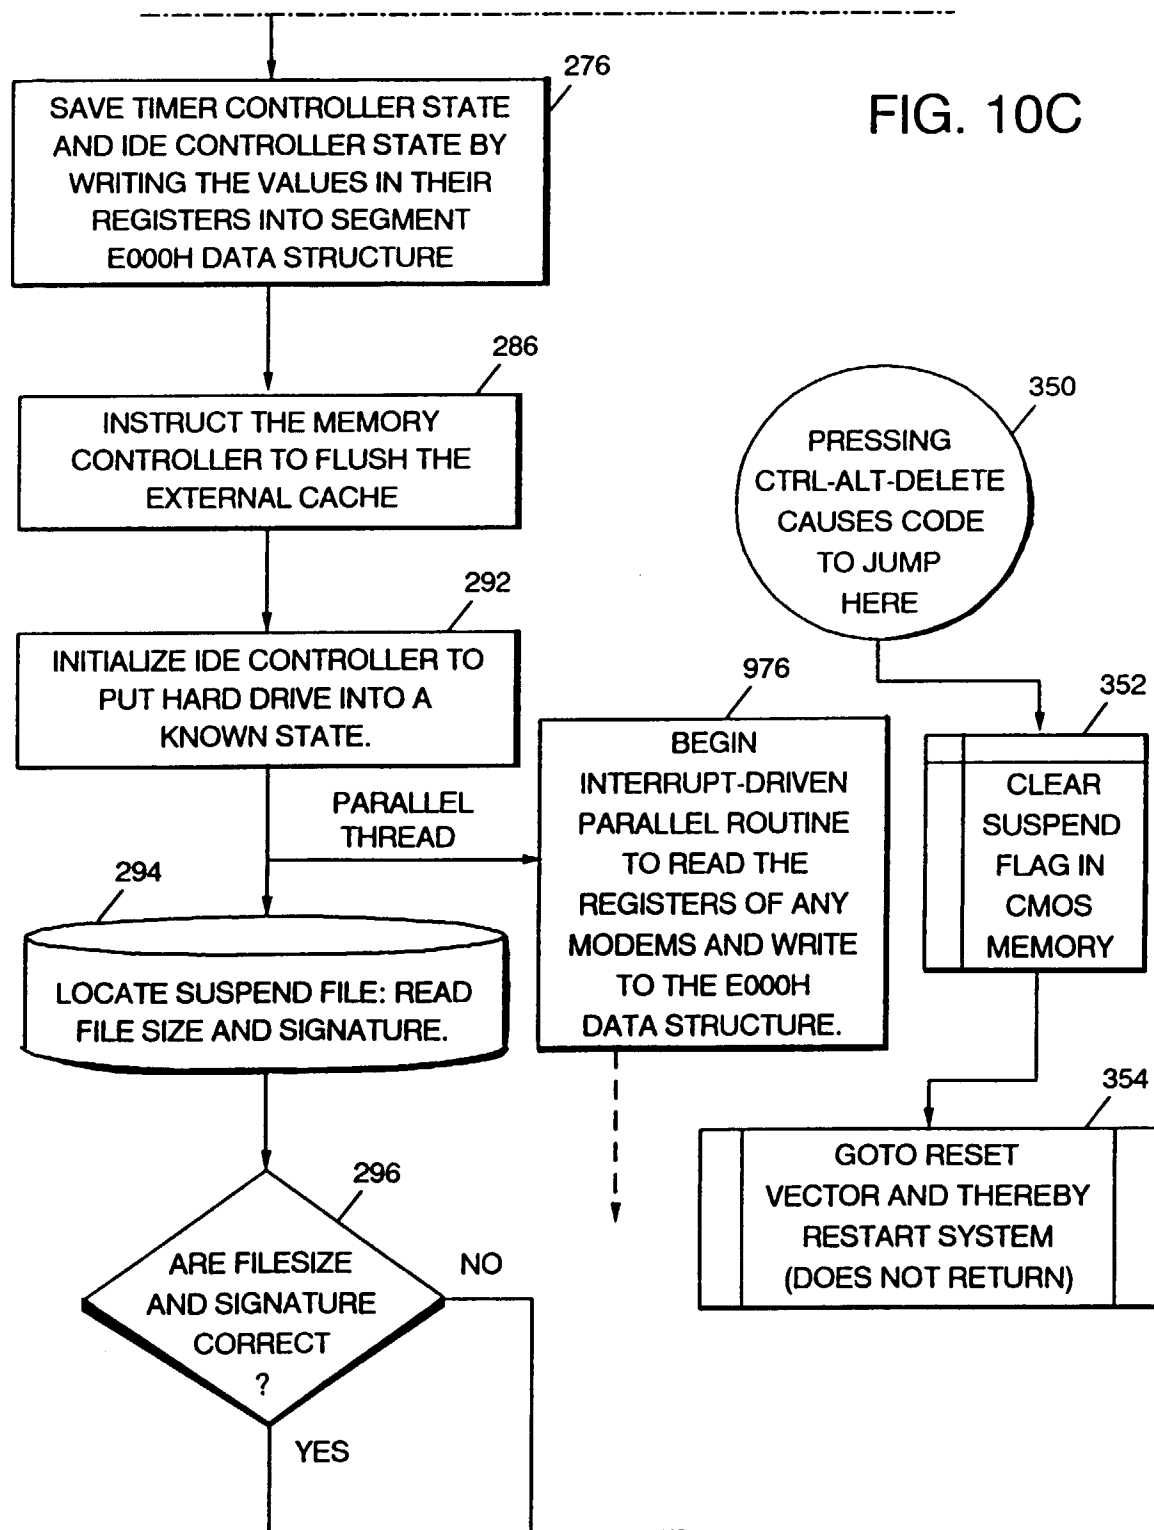 FIG. 10C
276
SAVE TIMER CONTROLLER STATE
AND IDE CONTROLLER STATE BY
WRITING THE VALUES IN THEIR
REGISTERS INTO SEGMENT
E000H DATA STRUCTURE
286
INSTRUCT THE MEMORY
CONTROLLER TO FLUSH THE
EXTERNAL CACHE
292
INITIALIZE IDE CONTROLLER TO
PUT HARD DRIVE INTO A
KNOWN STATE.
PARALLEL
THREAD
976
BEGIN
INTERRUPT-DRIVEN
PARALLEL ROUTINE
TO READ THE
REGISTERS OF ANY
MODEMS AND WRITE
TO THE E000H
DATA STRUCTURE.
294
LOCATE SUSPEND FILE: READ
FILE SIZE AND SIGNATURE.
296
ARE FILESIZE
AND SIGNATURE
CORRECT
?
NO
YES
350
PRESSING
CTRL-ALT-DELETE
CAUSES CODE
TO JUMP
HERE
352
CLEAR
SUSPEND
FLAG IN
CMOS
MEMORY
354
GOTO RESET
VECTOR AND THEREBY
RESTART SYSTEM
(DOES NOT RETURN)